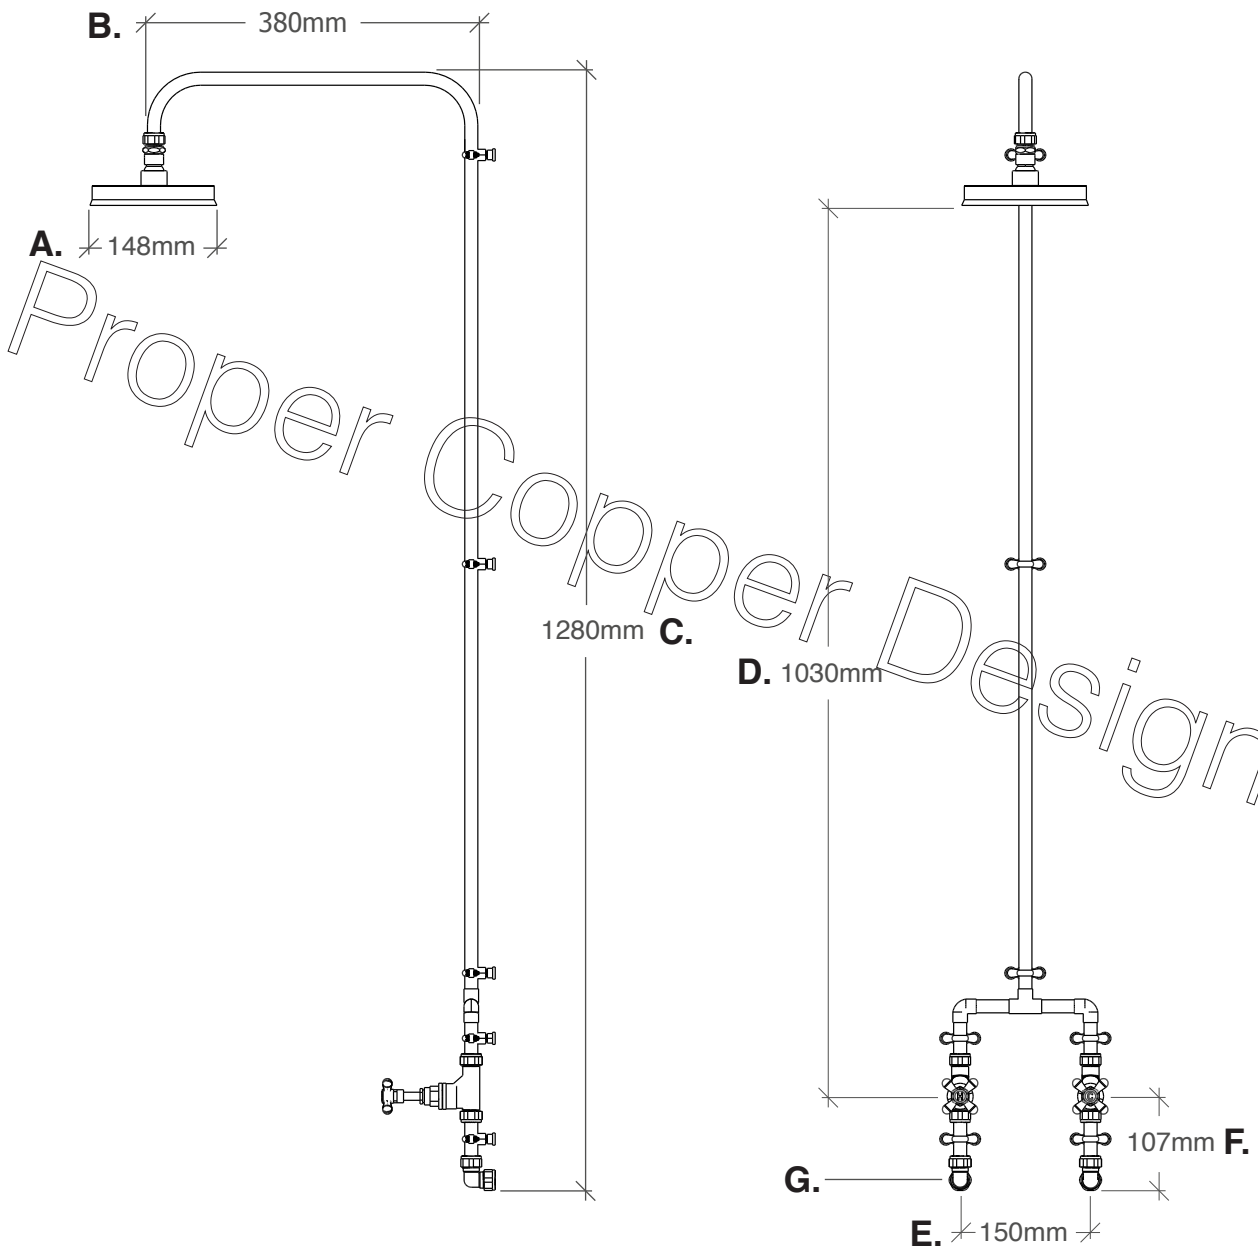 B. 380mm
A. 148mm
Proper Copper Design
1280mm C.
D. 1030mm
H C
107mm F.
G.
E. 150mm